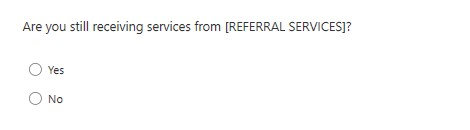 Are you still receiving services from [REFERRAL SERVICES]?
Yes
No